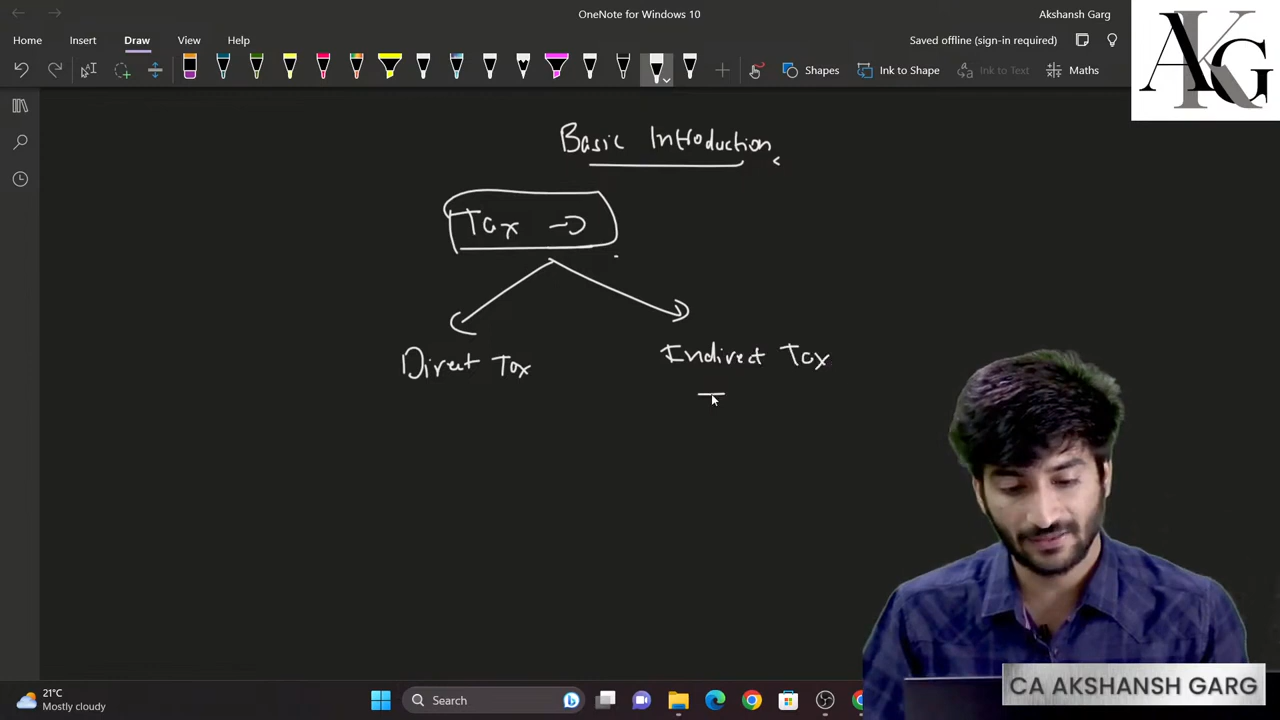 OneNote for Windows 10
Akshansh Garg
Home Insert Draw View Help
Saved offline (sign-in required)
Shapes Ink to Shape Ink to Text Maths
AKG
Basic Introduction
Tax →
Direct Tax
Indirect Tax
CA AKSHANSH GARG
21°C
Mostly cloudy
Search